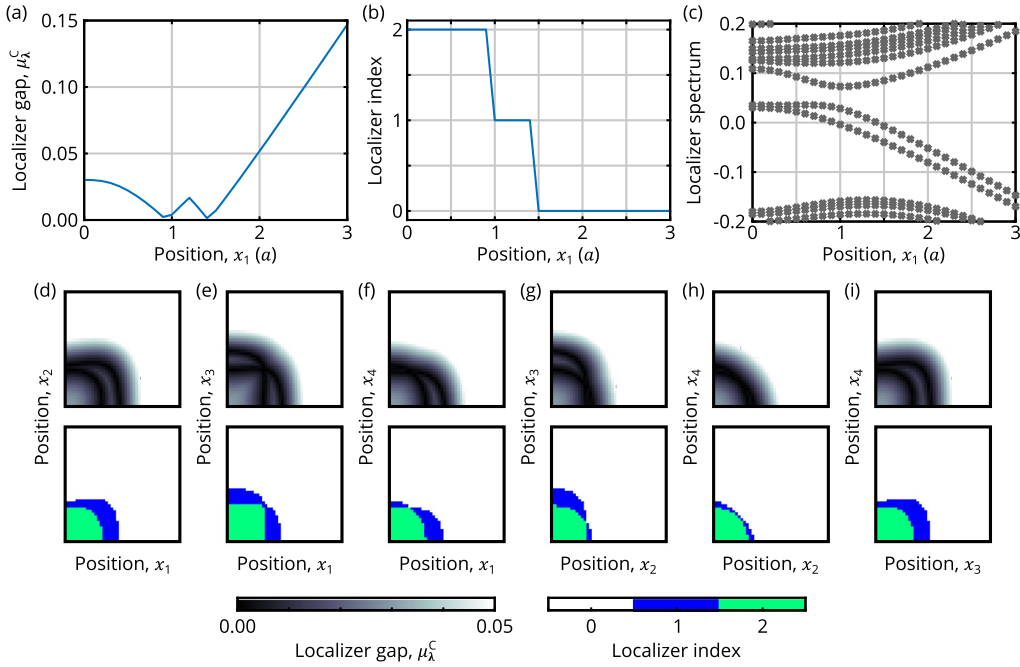 (a)
0.15
0.10
0.05
0.00
0 1 2 3
Localizer gap, μ_λ^C
Position, x₁ (a)
(b)
2
1
0
0 1 2 3
Localizer index
Position, x₁ (a)
(c)
0.2
0.1
0.0
-0.1
-0.2
0 1 2 3
Localizer spectrum
Position, x₁ (a)
(d) (e) (f) (g) (h) (i)
Position, x₂
Position, x₃
Position, x₄
Position, x₃
Position, x₄
Position, x₄
Position, x₁ Position, x₁ Position, x₁ Position, x₂ Position, x₂ Position, x₃
0.00 0.05
Localizer gap, μ_λ^C
0 1 2
Localizer index